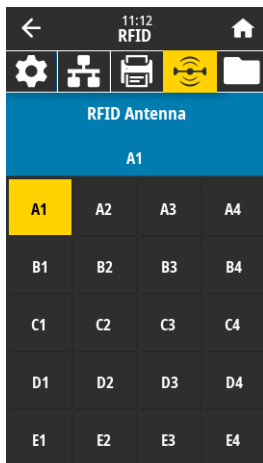 11:12
RFID
RFID Antenna
A1
A1 A2 A3 A4
B1 B2 B3 B4
C1 C2 C3 C4
D1 D2 D3 D4
E1 E2 E3 E4